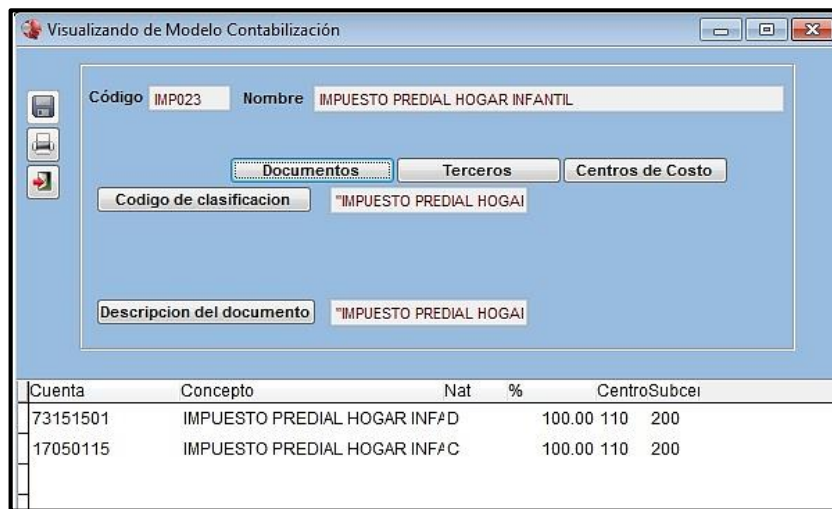 Visualizando de Modelo Contabilización
Código IMP023 Nombre IMPUESTO PREDIAL HOGAR INFANTIL
Documentos Terceros Centros de Costo
Codigo de clasificacion "IMPUESTO PREDIAL HOGAI
Descripcion del documento "IMPUESTO PREDIAL HOGAI
Cuenta Concepto Nat % CentroSubcei
73151501 IMPUESTO PREDIAL HOGAR INFA D 100.00 110 200
17050115 IMPUESTO PREDIAL HOGAR INFA C 100.00 110 200